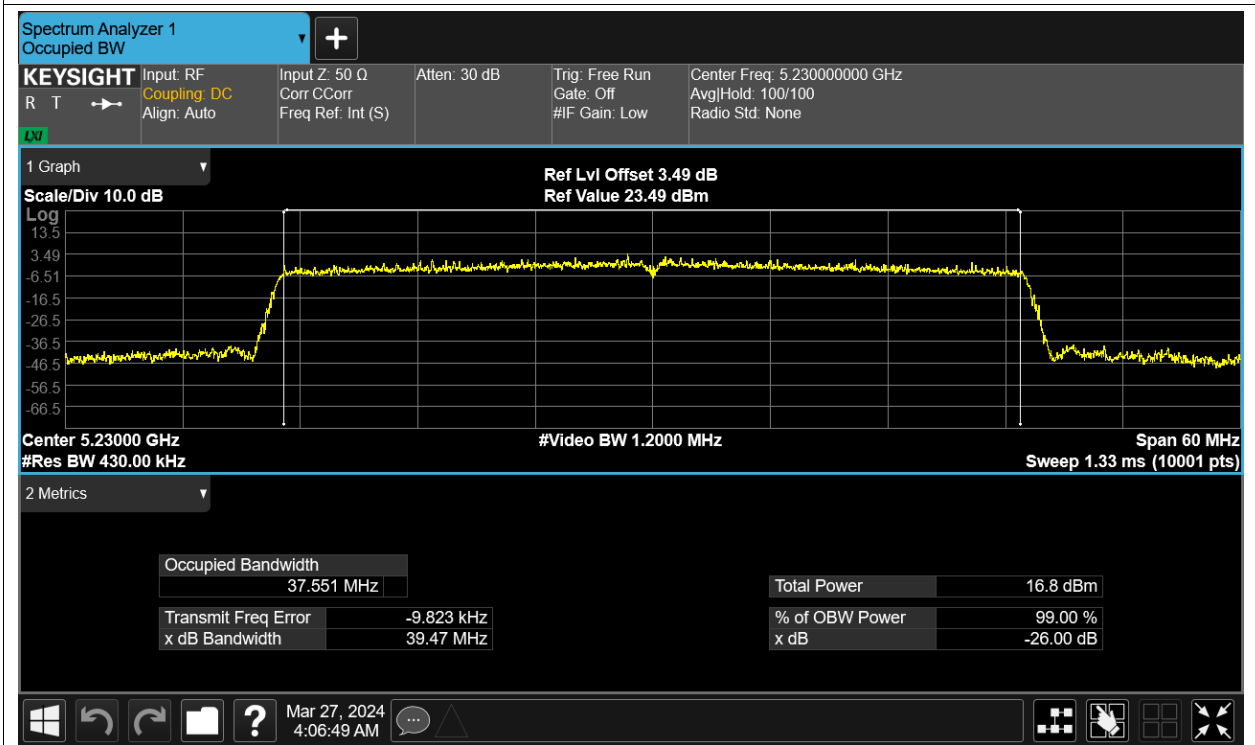 Spectrum Analyzer 1
Occupied BW
KEYSIGHT
R T
LXI
Input: RF
Coupling: DC
Align: Auto
Input Z: 50 Ω
Corr CCorr
Freq Ref: Int (S)
Atten: 30 dB
Trig: Free Run
Gate: Off
#IF Gain: Low
Center Freq: 5.230000000 GHz
Avg|Hold: 100/100
Radio Std: None
1 Graph
Scale/Div 10.0 dB
Ref Lvl Offset 3.49 dB
Ref Value 23.49 dBm
Log
13.5
3.49
-6.51
-16.5
-26.5
-36.5
-46.5
-56.5
-66.5
Center 5.23000 GHz
#Res BW 430.00 kHz
#Video BW 1.2000 MHz
Span 60 MHz
Sweep 1.33 ms (10001 pts)
2 Metrics
Occupied Bandwidth
37.551 MHz
Transmit Freq Error -9.823 kHz
x dB Bandwidth 39.47 MHz
Total Power 16.8 dBm
% of OBW Power 99.00 %
x dB -26.00 dB
Mar 27, 2024
4:06:49 AM